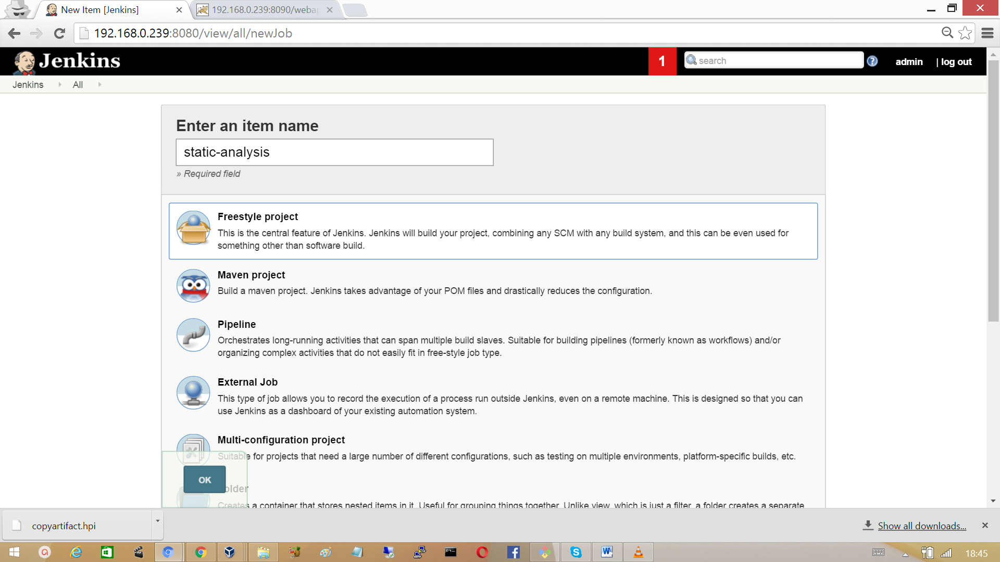 New Item [Jenkins]
192.168.0.239:8090/weba
192.168.0.239:8080/view/all/newJob
Jenkins
1
search
admin
| log out
Jenkins
All
Enter an item name
static-analysis
» Required field
Freestyle project
This is the central feature of Jenkins. Jenkins will build your project, combining any SCM with any build system, and this can be even used for
something other than software build.
Maven project
Build a maven project. Jenkins takes advantage of your POM files and drastically reduces the configuration.
Pipeline
Orchestrates long-running activities that can span multiple build slaves. Suitable for building pipelines (formerly known as workflows) and/or
organizing complex activities that do not easily fit in free-style job type.
External Job
This type of job allows you to record the execution of a process run outside Jenkins, even on a remote machine. This is designed so that you can
use Jenkins as a dashboard of your existing automation system.
Multi-configuration project
Suitable for projects that need a large number of different configurations, such as testing on multiple environments, platform-specific builds, etc.
OK
older
Creates a container that stores nested items in it. Useful for grouping things together. Unlike view, which is just a filter, a folder creates a separate
copyartifact.hpi
Show all downloads...
18:45